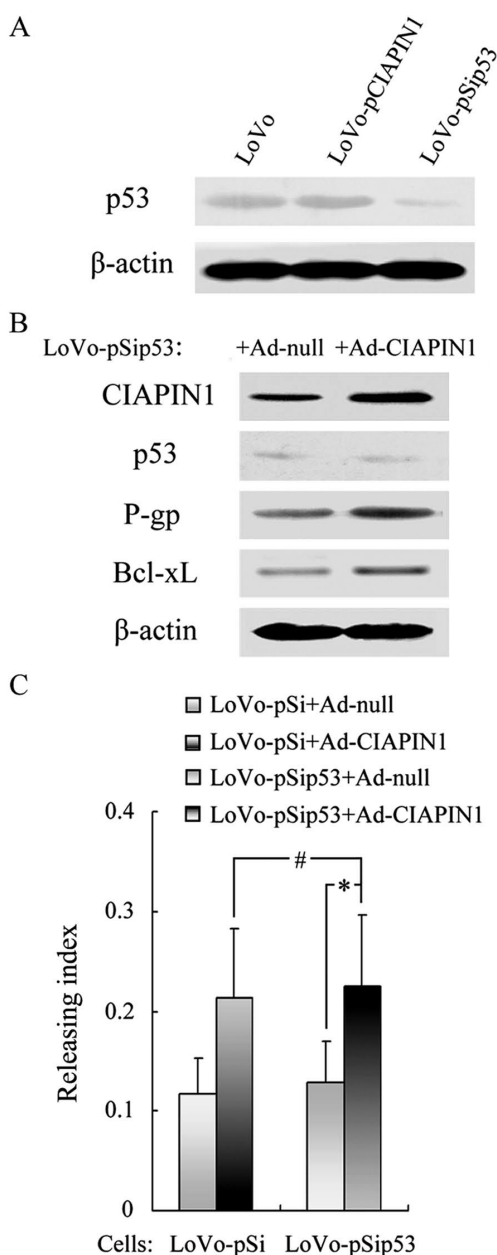 A
LoVo
LoVo-pCIAPIN1
LoVo-pSip53
p53
β-actin
B
LoVo-pSip53: +Ad-null +Ad-CIAPIN1
CIAPIN1
p53
P-gp
Bcl-xL
β-actin
C
LoVo-pSi+Ad-null
LoVo-pSi+Ad-CIAPIN1
LoVo-pSip53+Ad-null
LoVo-pSip53+Ad-CIAPIN1
0.4
0.3
0.2
0.1
0
Releasing index
#
*
Cells: LoVo-pSi LoVo-pSip53